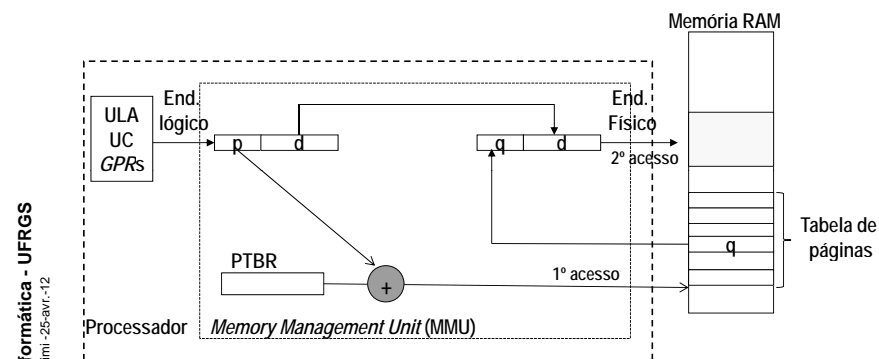 Memória RAM
End.
lógico
ULA
UC
GPRs
p d
End.
Físico
q d
2º acesso
Tabela de
páginas
q
PTBR
+
1º acesso
Processador
Memory Management Unit (MMU)
formática - UFRGS
-25-avr.-12